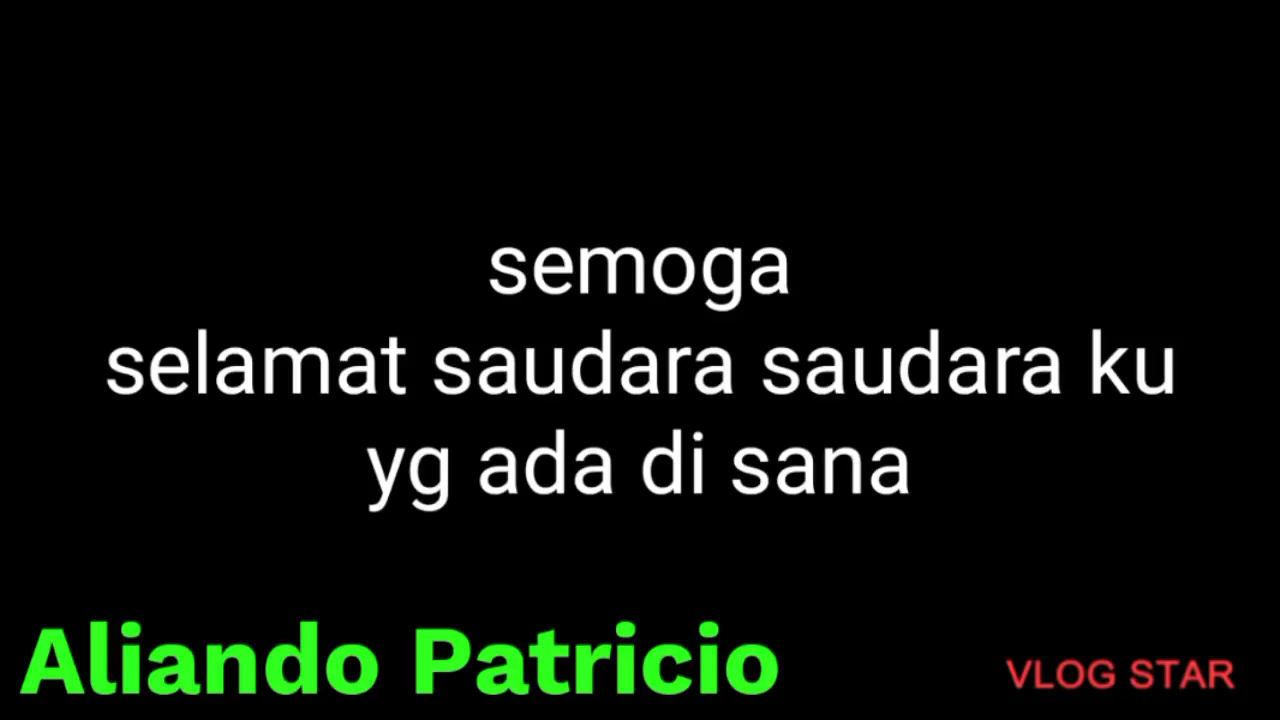 semoga
selamat saudara saudara ku
yg ada di sana
Aliando Patricio
VLOG STAR